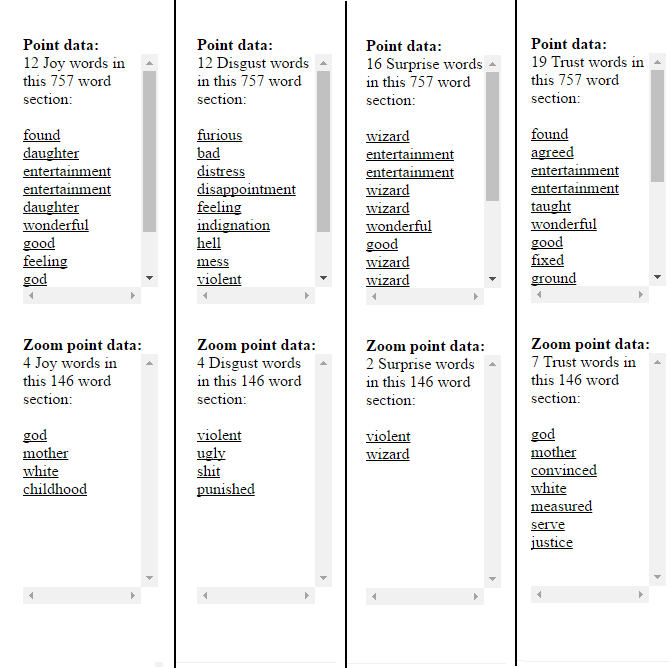 Point data:
12 Joy words in
this 757 word
section:
found
daughter
entertainment
entertainment
daughter
wonderful
good
feeling
god
Zoom point data:
4 Joy words in
this 146 word
section:
god
mother
white
childhood
Point data:
12 Disgust words
in this 757 word
section:
furious
bad
distress
disappointment
feeling
indignation
hell
mess
violent
Zoom point data:
4 Disgust words
in this 146 word
section:
violent
ugly
shit
punished
Point data:
16 Surprise words
in this 757 word
section:
wizard
entertainment
entertainment
wizard
wizard
wonderful
good
wizard
wizard
Zoom point data:
2 Surprise words
in this 146 word
section:
violent
wizard
Point data:
19 Trust words in
this 757 word
section:
found
agreed
entertainment
entertainment
taught
wonderful
good
fixed
ground
Zoom point data:
7 Trust words in
this 146 word
section:
god
mother
convinced
white
measured
serve
justice